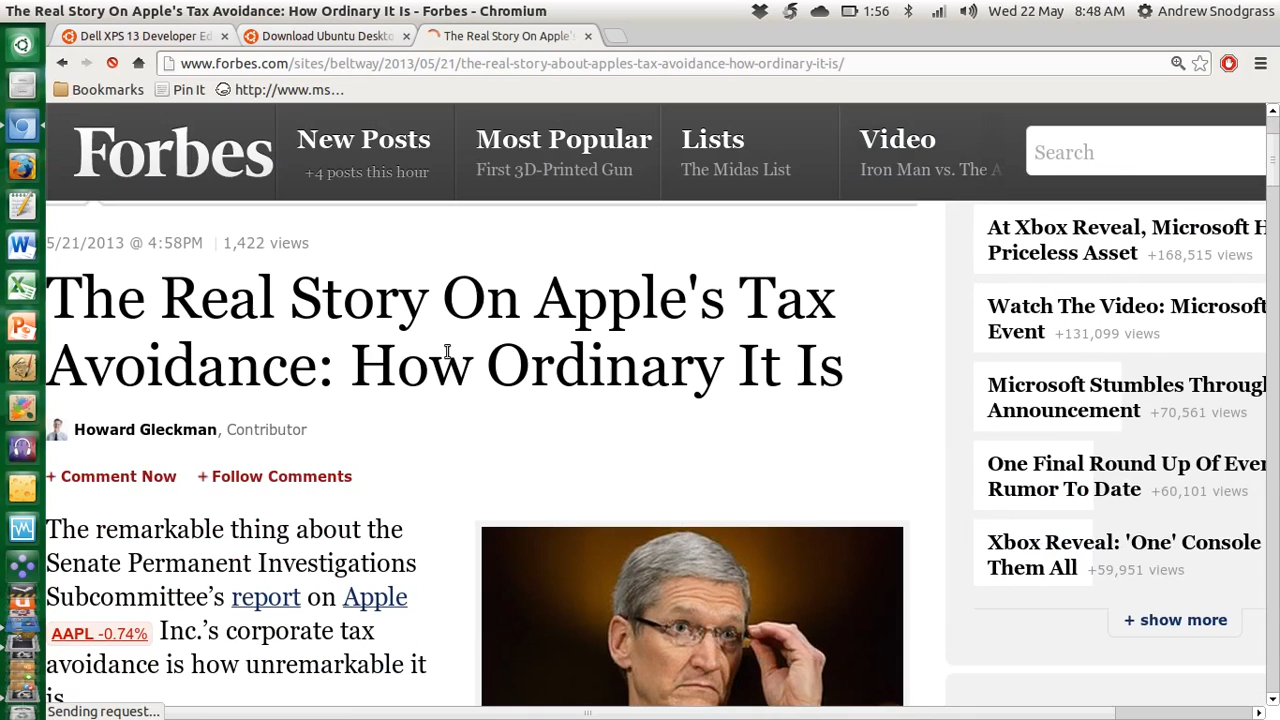 The Real Story On Apple's Tax Avoidance: How Ordinary It Is - Forbes - Chromium
1:56
Wed 22 May
8:48 AM
Andrew Snodgrass
Dell XPS 13 Developer Ed
Download Ubuntu Deskto
The Real Story On Apple's
www.forbes.com/sites/beltway/2013/05/21/the-real-story-about-apples-tax-avoidance-how-ordinary-it-is/
Bookmarks
Pin It
http://www.ms...
Forbes
New Posts
+4 posts this hour
Most Popular
First 3D-Printed Gun
Lists
The Midas List
Video
Iron Man vs. The A
Search
5/21/2013 @ 4:58PM
1,422 views
The Real Story On Apple's Tax
Avoidance: How Ordinary It Is
Howard Gleckman, Contributor
+ Comment Now
+ Follow Comments
The remarkable thing about the
Senate Permanent Investigations
Subcommittee's report on Apple
AAPL -0.74% Inc.'s corporate tax
avoidance is how unremarkable it
is.
At Xbox Reveal, Microsoft H
Priceless Asset +168,515 views
Watch The Video: Microsoft
Event +131,099 views
Microsoft Stumbles Through
Announcement +70,561 views
One Final Round Up Of Ever
Rumor To Date +60,101 views
Xbox Reveal: 'One' Console
Them All +59,951 views
+ show more
Sending request...